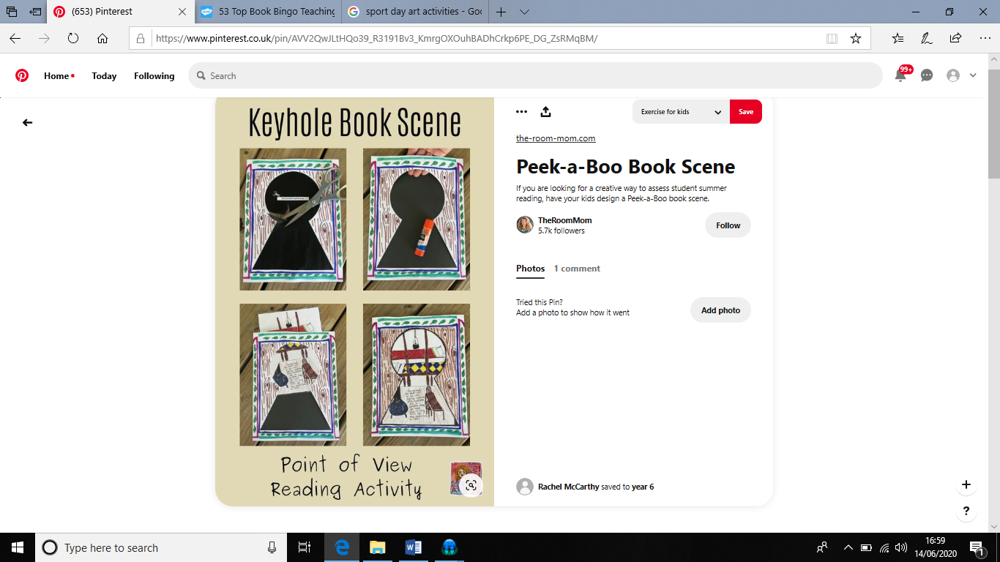 (653) Pinterest
53 Top Book Bingo Teaching
sport day art activities - Goo
https://www.pinterest.co.uk/pin/AVV2QwJLtHQo39_R3191Bv3_KmrgOXOuhBADhCrkp6PE_DG_ZsRMqBM/
Home
Today
Following
Search
99+
Keyhole Book Scene
Exercise for kids
Save
the-room-mom.com
Peek-a-Boo Book Scene
If you are looking for a creative way to assess student summer
reading, have your kids design a Peek-a-Boo book scene.
TheRoomMom
5.7k followers
Follow
Photos
1 comment
Tried this Pin?
Add a photo to show how it went
Add photo
Point of View
Reading Activity
Rachel McCarthy saved to year 6
+
?
Type here to search
16:59
14/06/2020
1